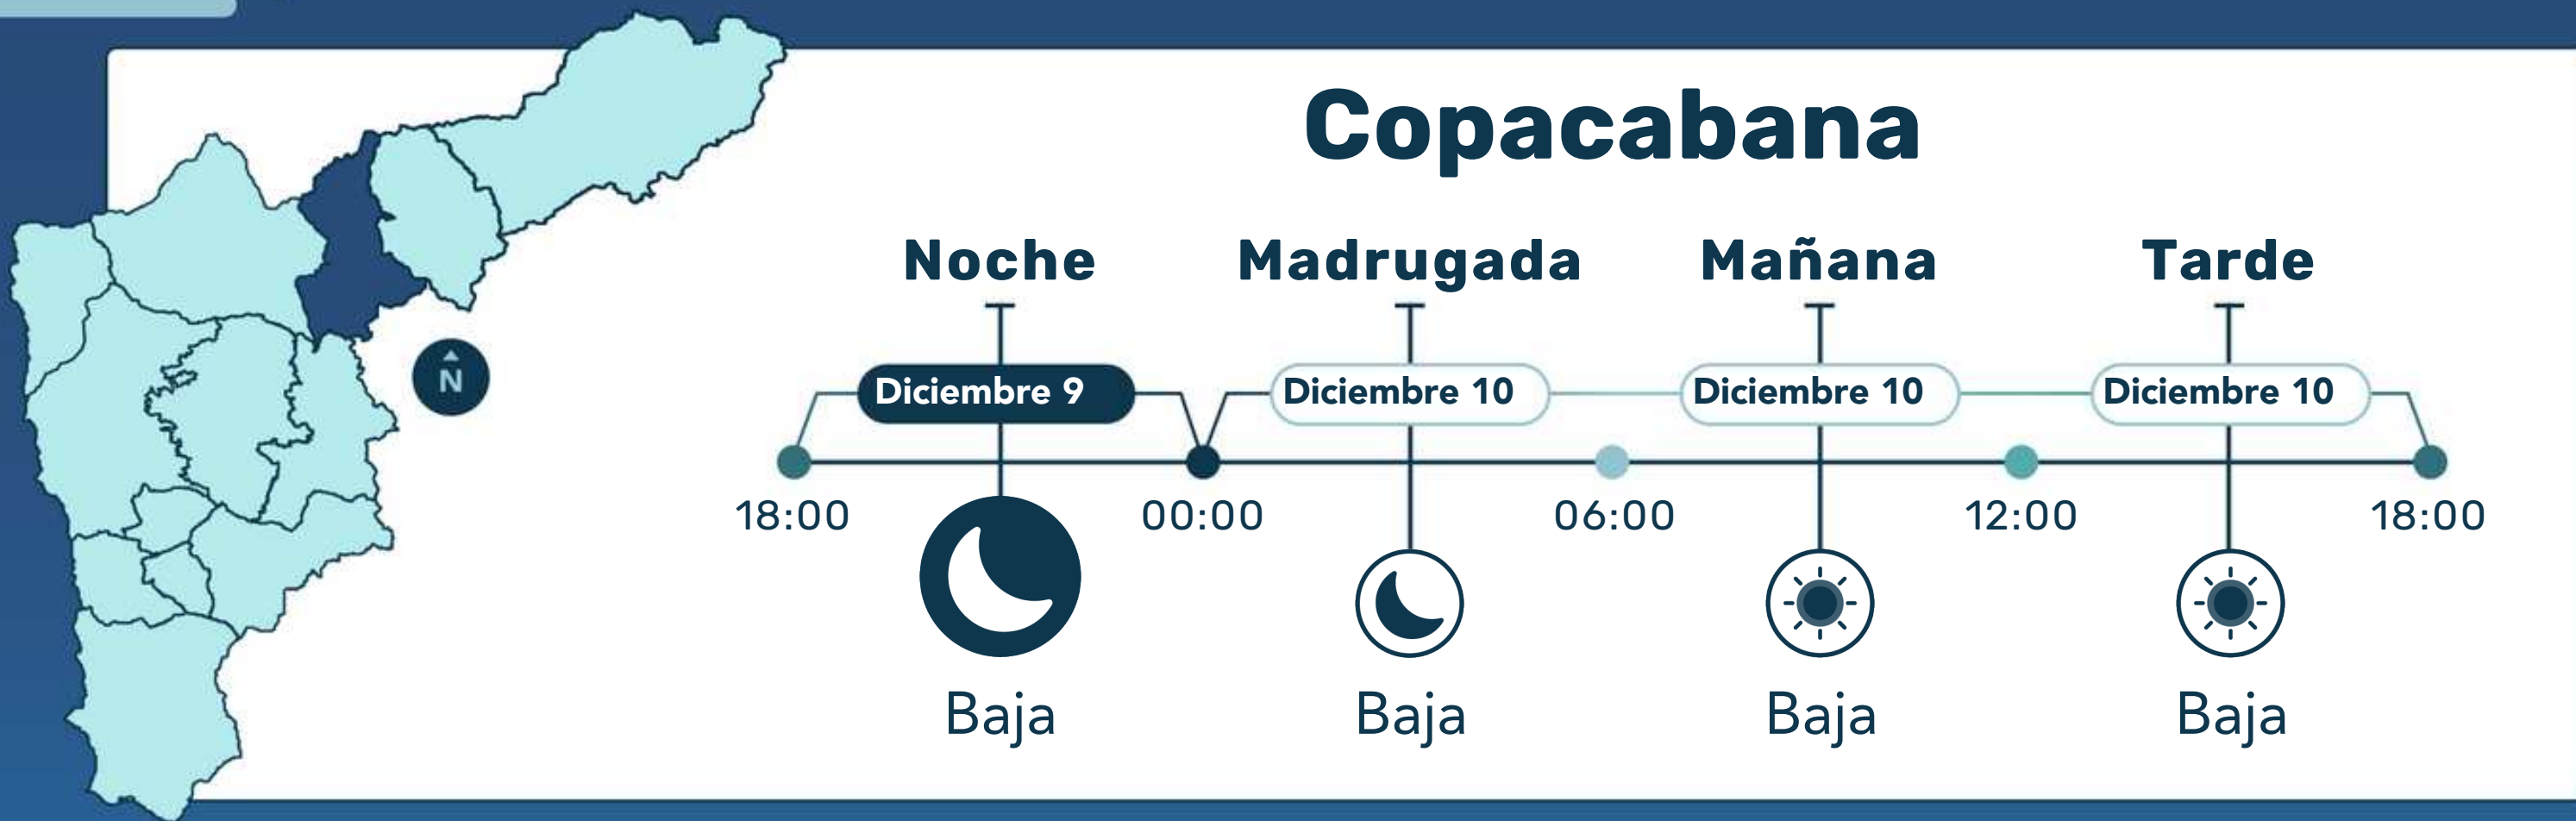 Copacabana
Noche Madrugada Mañana Tarde
Diciembre 9 Diciembre 10 Diciembre 10 Diciembre 10
N
18:00 00:00 06:00 12:00 18:00
Baja Baja Baja Baja